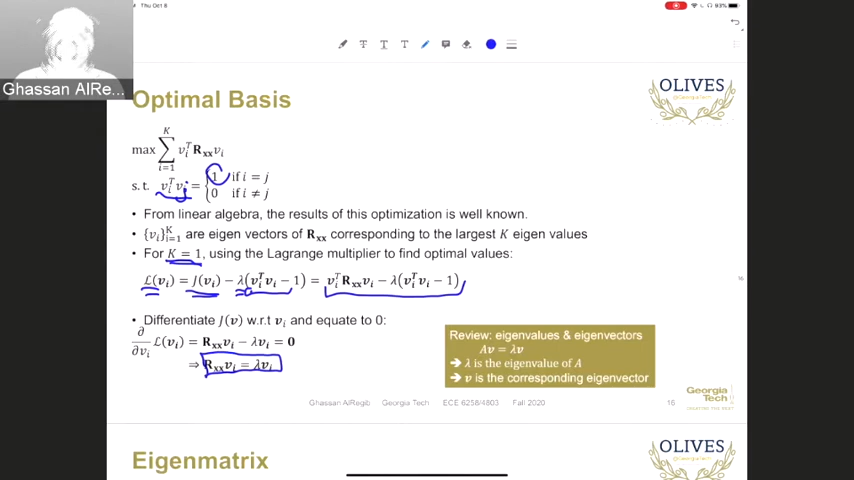 Thu Oct 8
93%
Ghassan AlRe...
Optimal Basis
OLIVES
@GeorgiaTech
max ∑_{i=1}^{K} v_i^T R_xx v_i
s. t. v_i^T v_j = { 1 if i = j
0 if i ≠ j
• From linear algebra, the results of this optimization is well known.
• {v_i}_{i=1}^K are eigen vectors of R_xx corresponding to the largest K eigen values
• For K = 1, using the Lagrange multiplier to find optimal values:
ℒ(v_i) = J(v_i) − λ(v_i^T v_i − 1) = v_i^T R_xx v_i − λ(v_i^T v_i − 1)
• Differentiate J(v) w.r.t v_i and equate to 0:
∂/∂v_i ℒ(v_i) = R_xx v_i − λv_i = 0
⇒ R_xx v_i = λv_i
Review: eigenvalues & eigenvectors
Av = λv
➔ λ is the eigenvalue of A
➔ v is the corresponding eigenvector
Ghassan AlRegib Georgia Tech ECE 6258/4803 Fall 2020
16
Georgia
Tech
Eigenmatrix
OLIVES
@GeorgiaTech